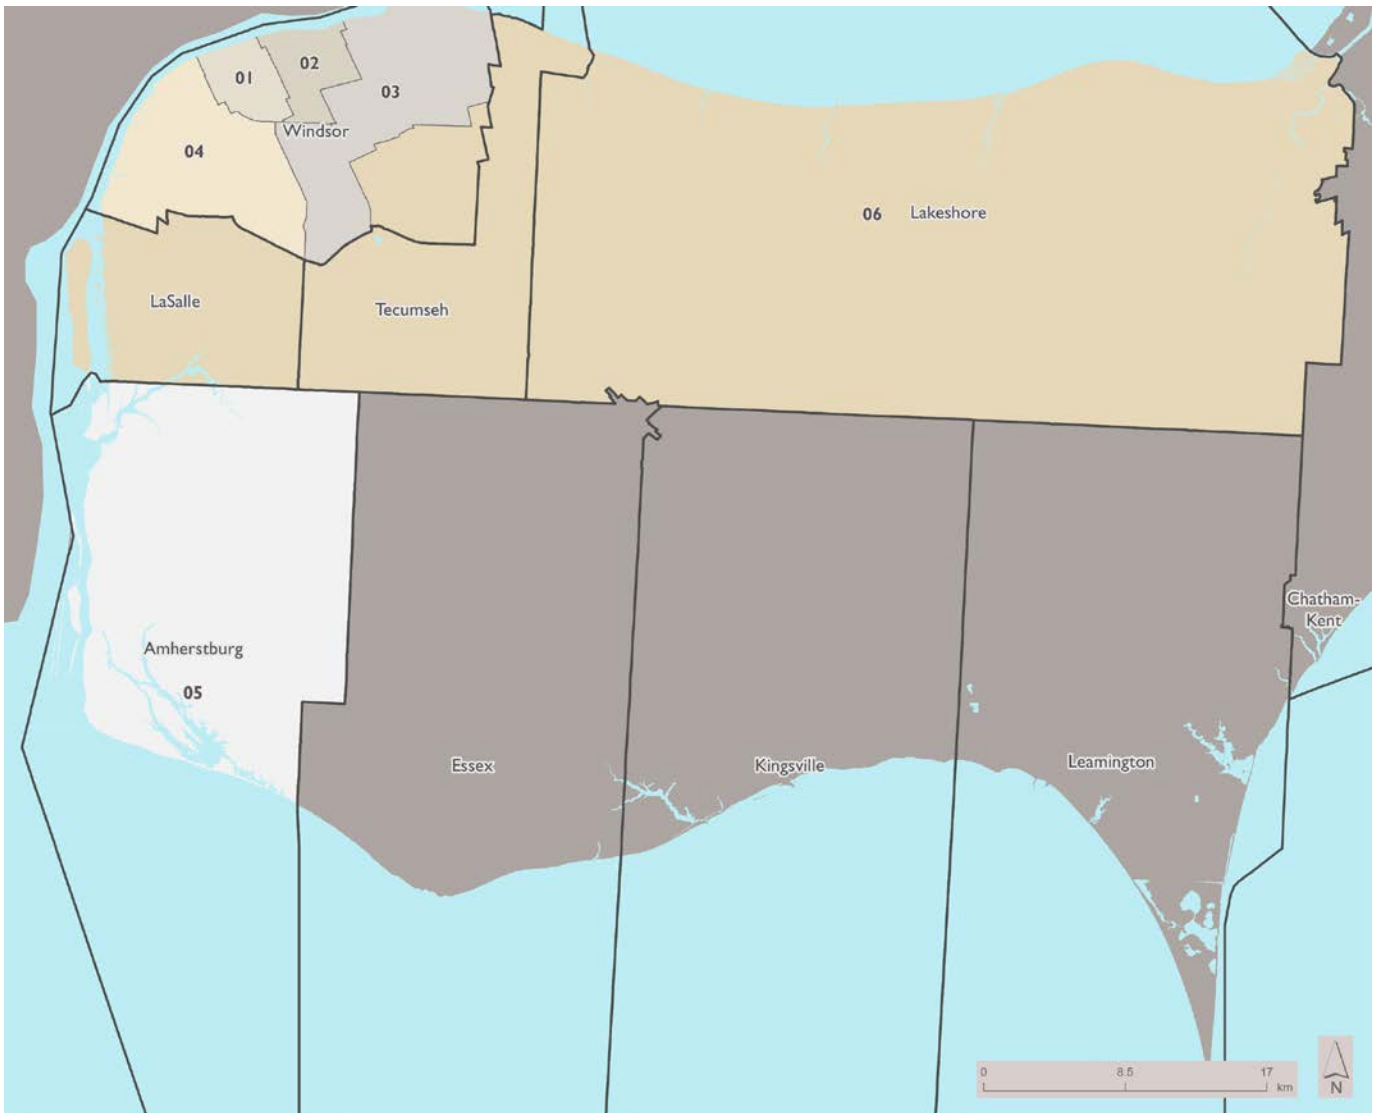 02
01
03
Windsor
04
06 Lakeshore
LaSalle
Tecumseh
Chatham-
Kent
Amherstburg
05
Essex
Kingsville
Leamington
0 8.5 17
km
N